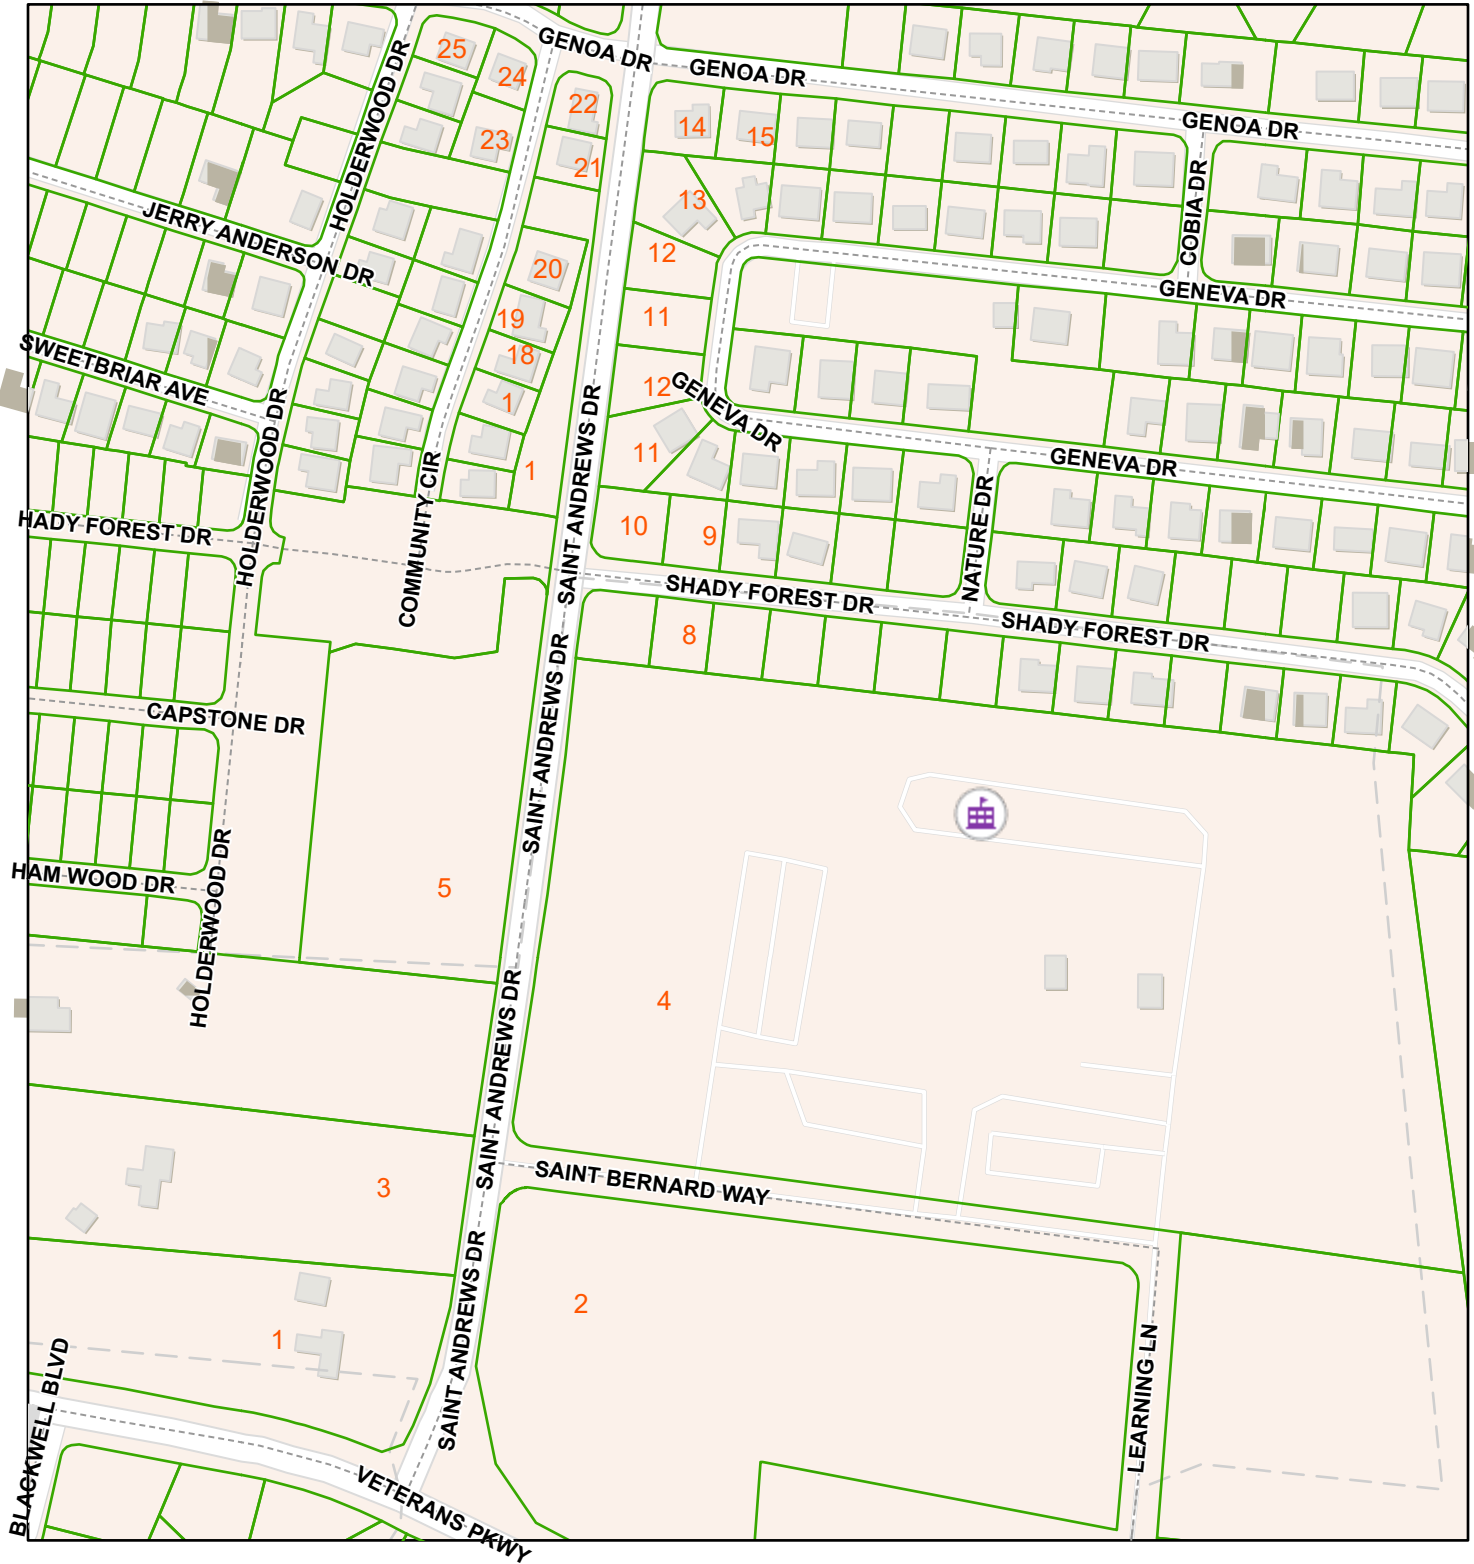 25
24
GENOA DR
GENOA DR
22
HOLDERWOOD DR
14
15
GENOA DR
23
21
13
COBIA DR
JERRY ANDERSON DR
12
20
GENEVA DR
19
11
SWEETBRIAR AVE
18
12
GENEVA DR
1
HOLDERWOOD DR
SAINT ANDREWS DR
11
GENEVA DR
1
COMMUNITY CIR
NATURE DR
HADY FOREST DR
10
9
SHADY FOREST DR
SHADY FOREST DR
8
CAPSTONE DR
SAINT ANDREWS DR
HAM WOOD DR
5
HOLDERWOOD DR
4
SAINT ANDREWS DR
SAINT BERNARD WAY
3
SAINT ANDREWS DR
2
1
LEARNING LN
BLACKWELL BLVD
VETERANS PKWY